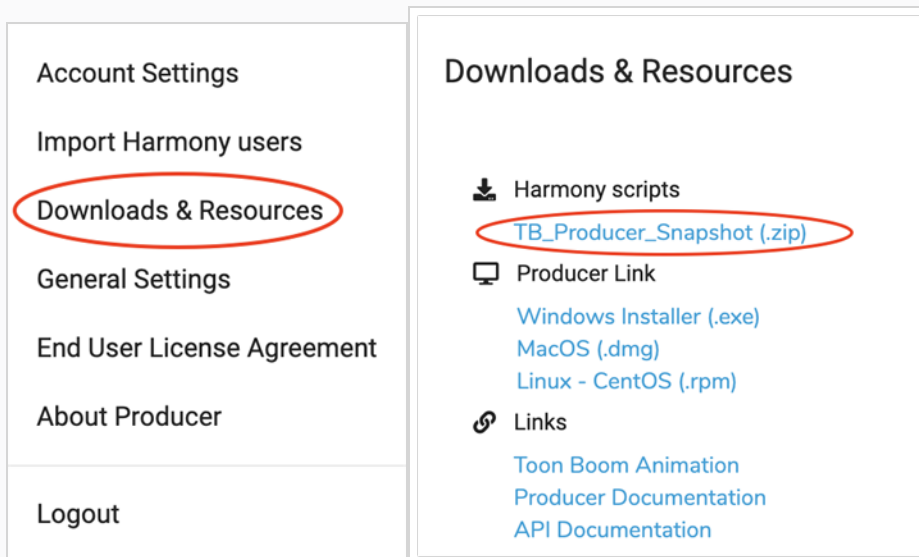 Account Settings
Import Harmony users
Downloads & Resources
General Settings
End User License Agreement
About Producer
Logout
Downloads & Resources
Harmony scripts
TB_Producer_Snapshot (.zip)
Producer Link
Windows Installer (.exe)
MacOS (.dmg)
Linux - CentOS (.rpm)
Links
Toon Boom Animation
Producer Documentation
API Documentation